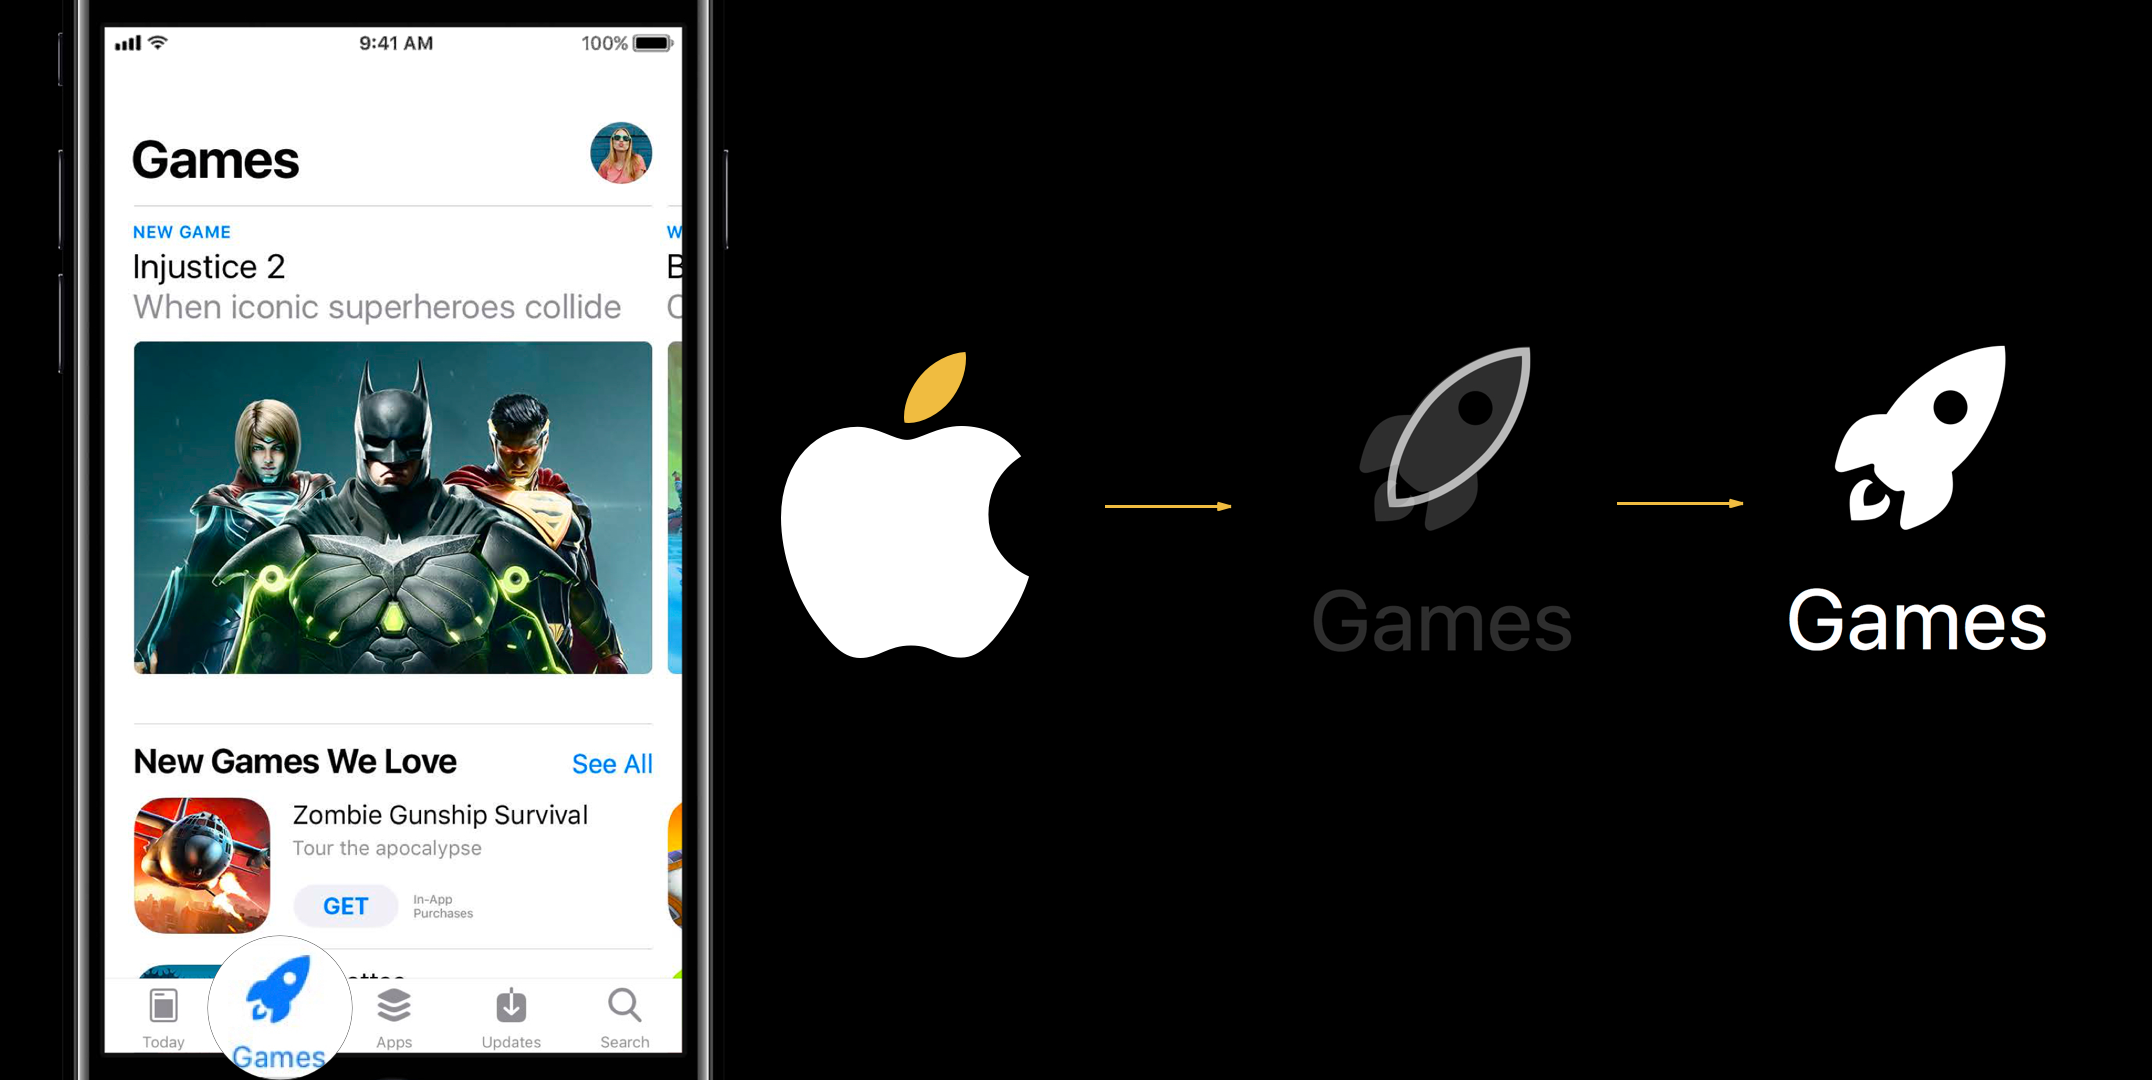 9:41 AM
100%
Games
NEW GAME
Injustice 2
When iconic superheroes collide
W
B
New Games We Love
See All
Zombie Gunship Survival
Tour the apocalypse
GET
In-App
Purchases
Today
Games
Apps
Updates
Search
Games
Games